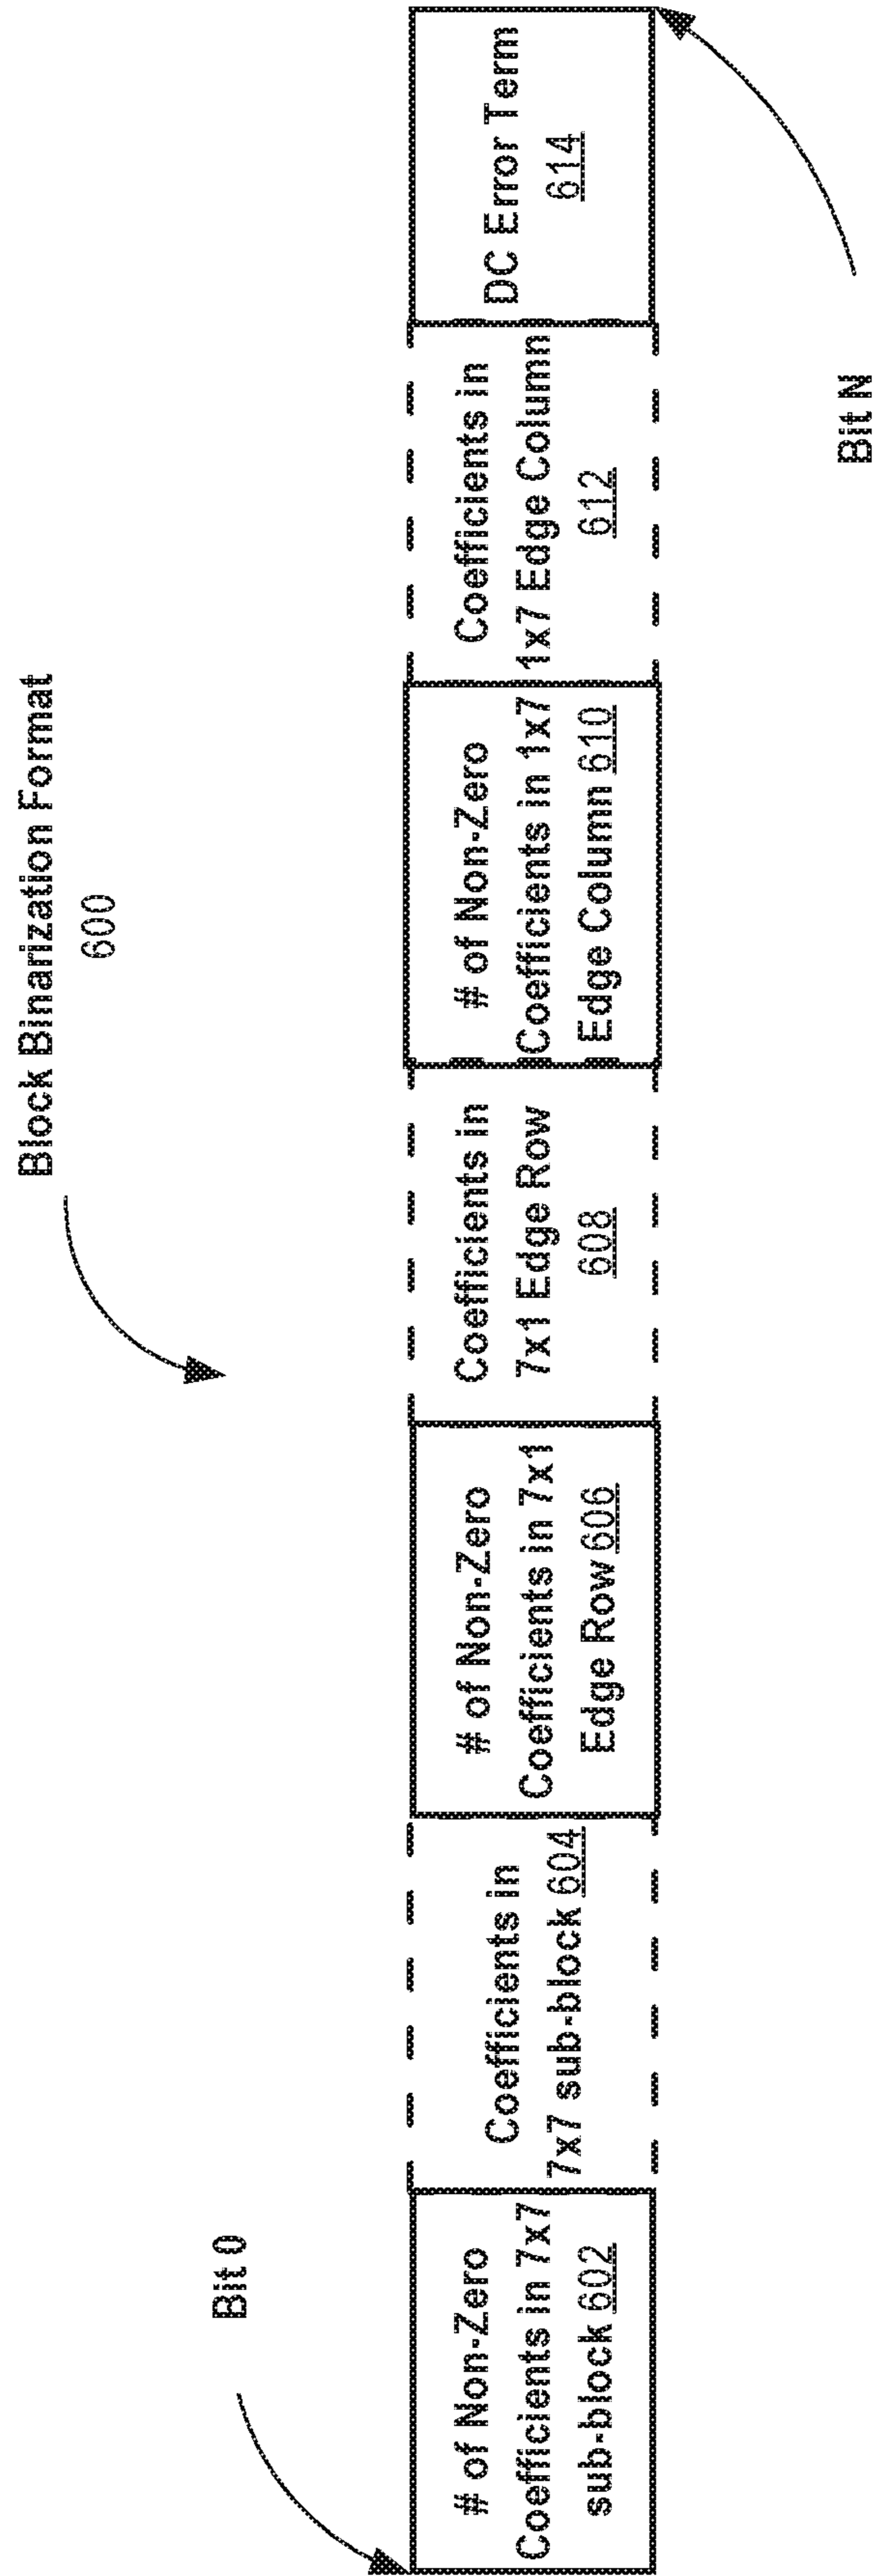 Block Binarization Format
600
Bit 0
# of Non-Zero
Coefficients in 7x7
sub-block 602
Coefficients in
7x7 sub-block 604
# of Non-Zero
Coefficients in 7x1
Edge Row 606
Coefficients in
7x1 Edge Row
608
# of Non-Zero
Coefficients in 1x7
Edge Column 610
Coefficients in
1x7 Edge Column
612
DC Error Term
614
Bit N